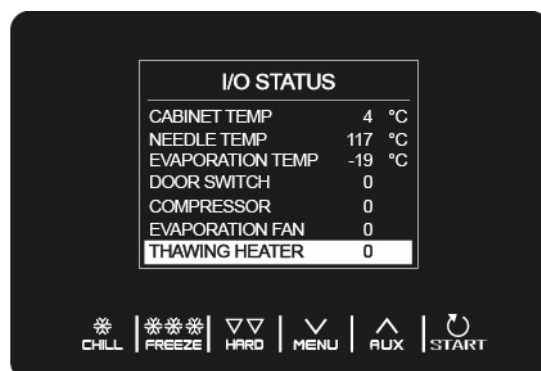 I/O STATUS
CABINET TEMP 4 °C
NEEDLE TEMP 117 °C
EVAPORATION TEMP -19 °C
DOOR SWITCH 0
COMPRESSOR 0
EVAPORATION FAN 0
THAWING HEATER 0
CHILL FREEZE HARD MENU AUX START